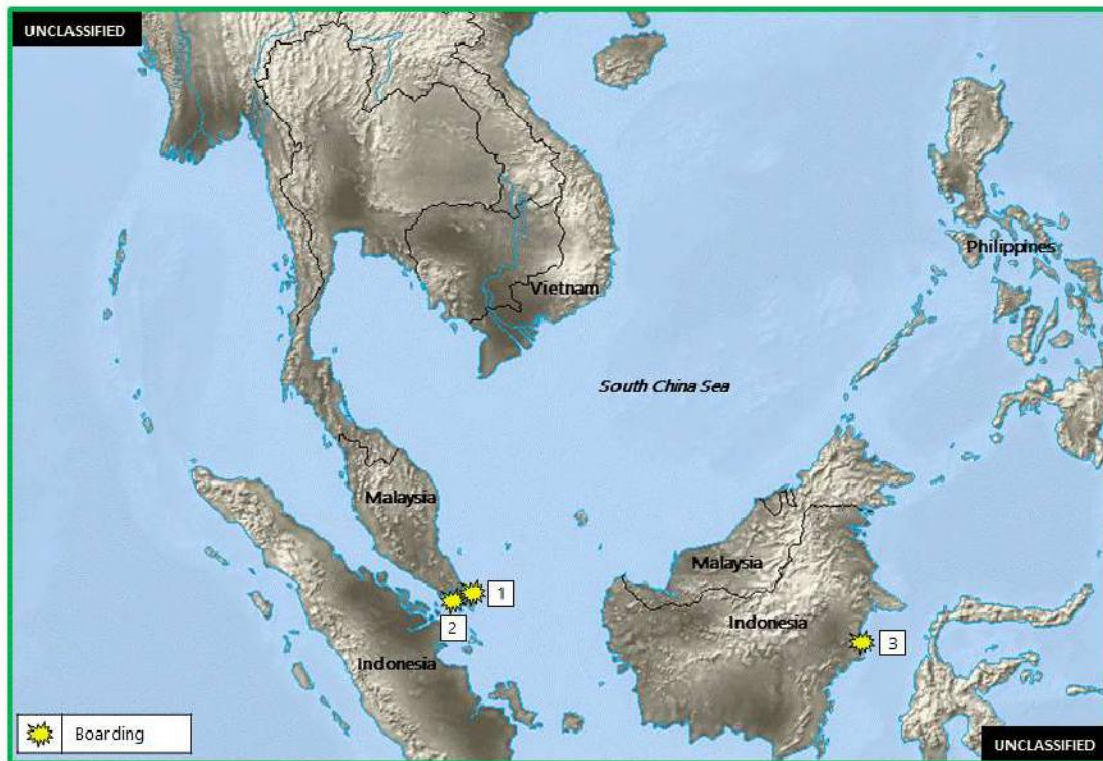 UNCLASSIFIED
Philippines
Vietnam
South China Sea
Malaysia
Malaysia
1
2
Indonesia
3
Indonesia
Boarding
UNCLASSIFIED